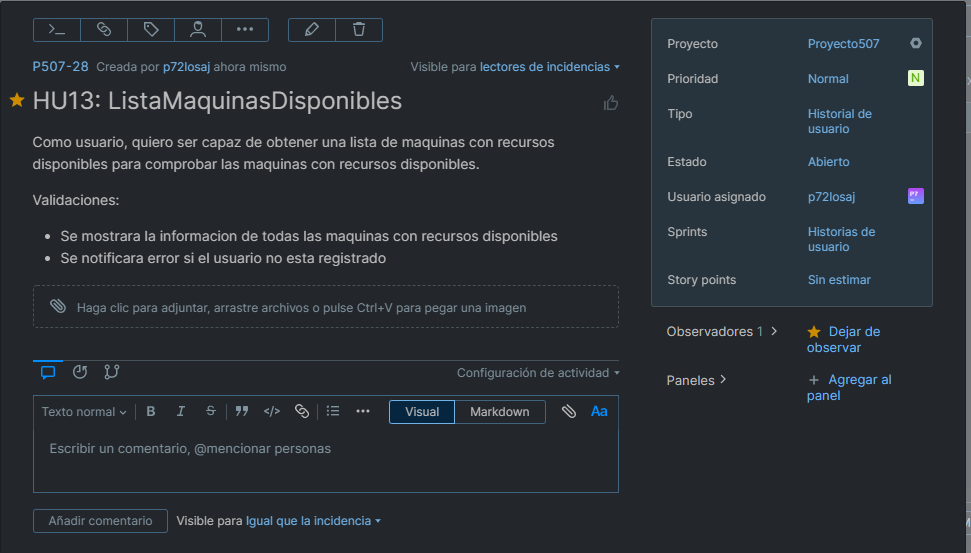 P507-28 Creada por p72losaj ahora mismo
Visible para lectores de incidencias
HU13: ListaMaquinasDisponibles
Como usuario, quiero ser capaz de obtener una lista de maquinas con recursos
disponibles para comprobar las maquinas con recursos disponibles.
Validaciones:
Se mostrara la informacion de todas las maquinas con recursos disponibles
Se notificara error si el usuario no esta registrado
Haga clic para adjuntar, arrastre archivos o pulse Ctrl+V para pegar una imagen
Configuración de actividad
Texto normal B I S Visual Markdown Aa
Escribir un comentario, @mencionar personas
Añadir comentario Visible para Igual que la incidencia
Proyecto Proyecto507
Prioridad Normal N
Tipo Historial de
usuario
Estado Abierto
Usuario asignado p72losaj P7
Sprints Historias de
usuario
Story points Sin estimar
Observadores 1 Dejar de
observar
Paneles Agregar al
panel